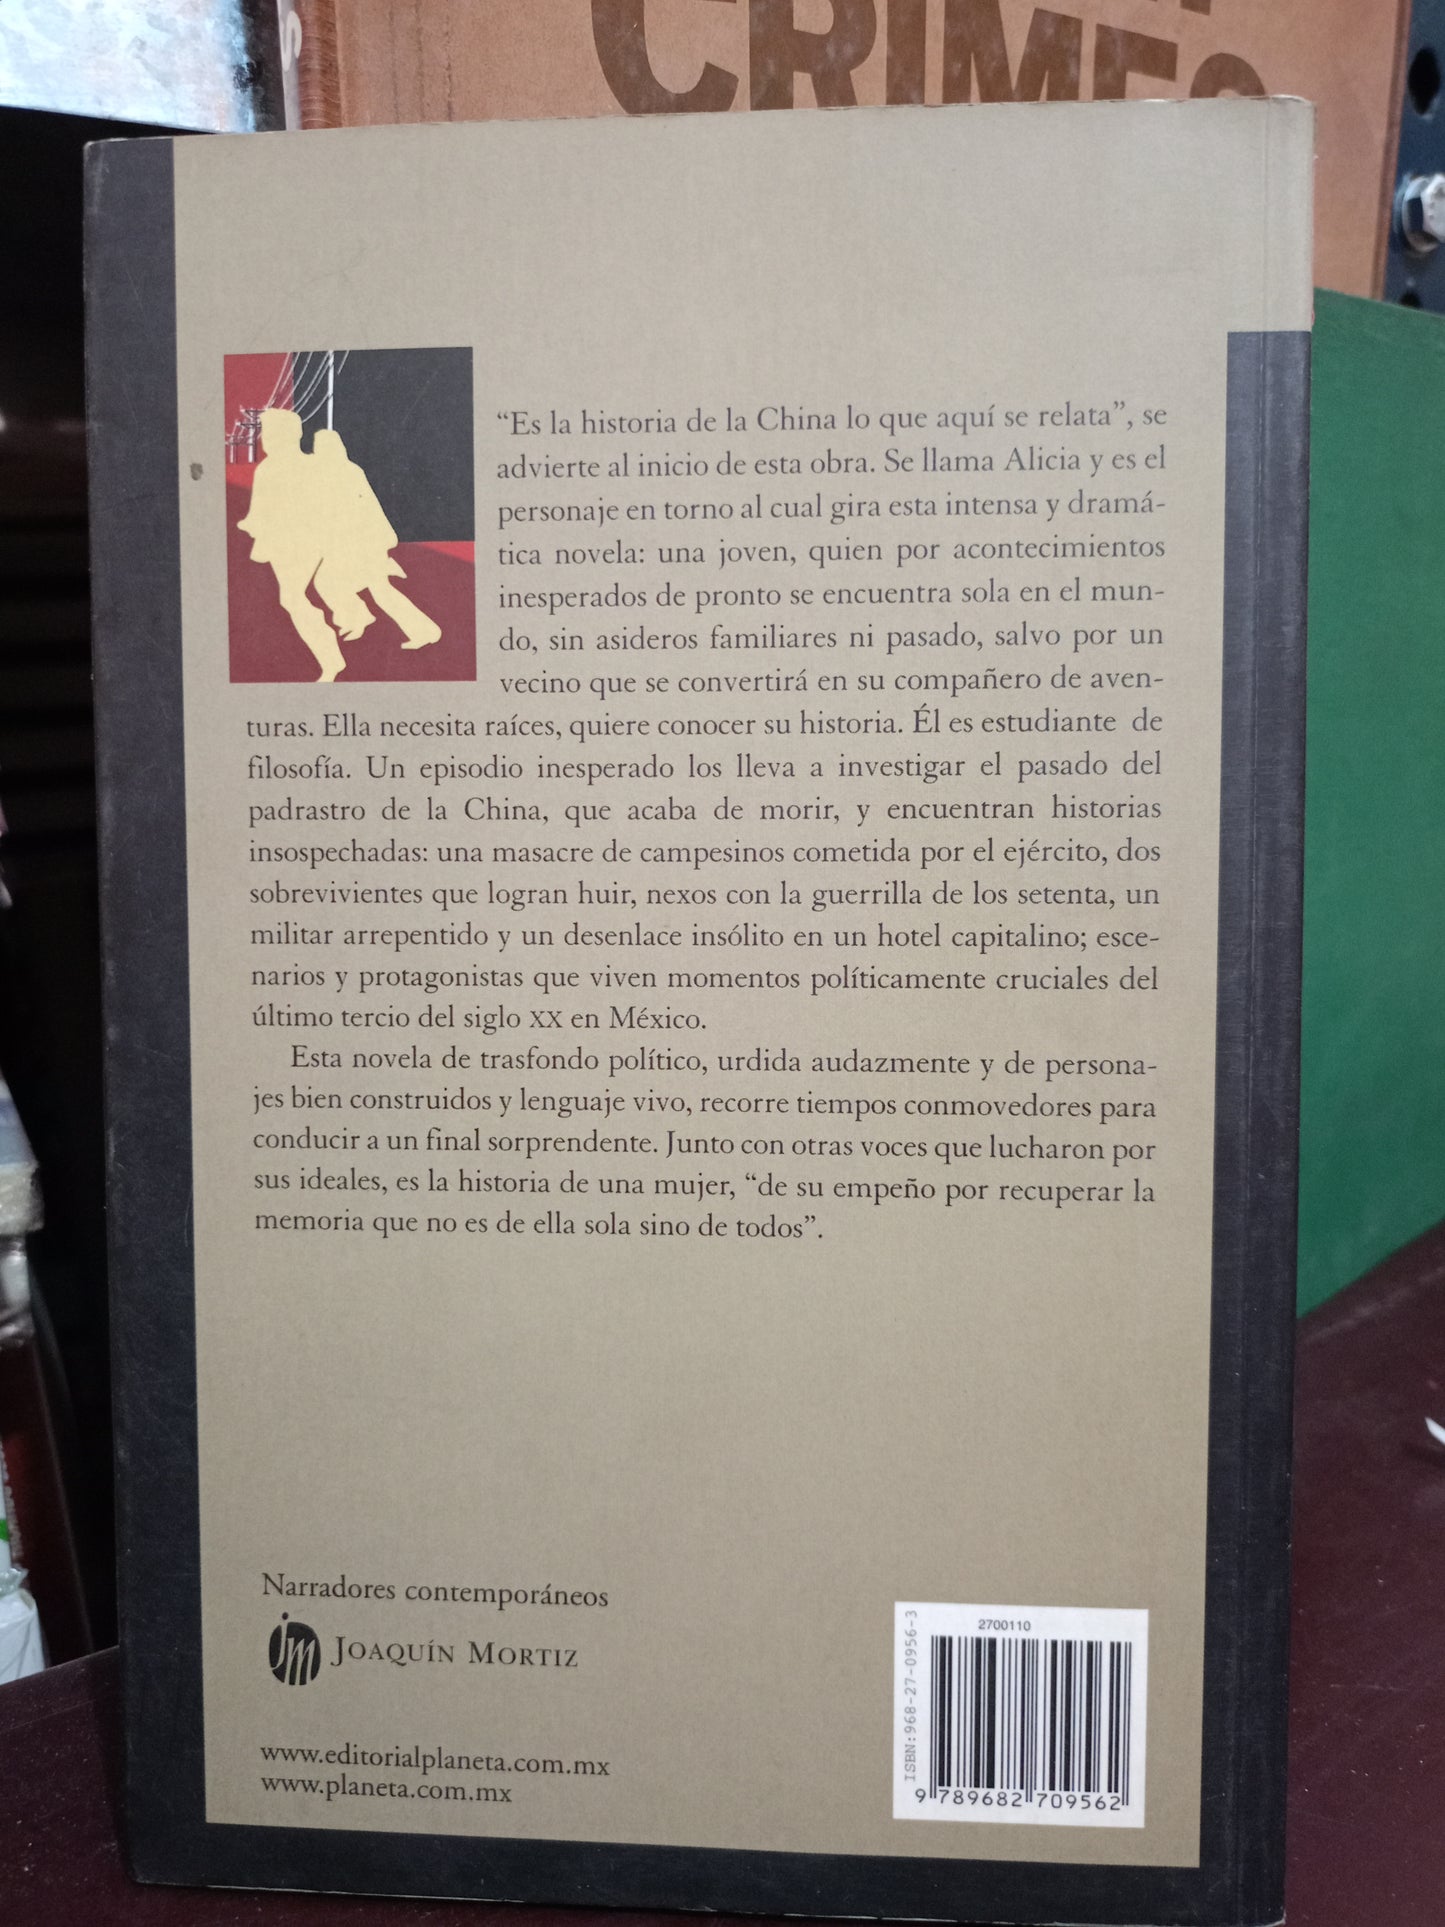 CRIMES
S
“Es la historia de la China lo que aquí se relata”, se
advierte al inicio de esta obra. Se llama Alicia y es el
personaje en torno al cual gira esta intensa y dramá-
tica novela: una joven, quien por acontecimientos
inesperados de pronto se encuentra sola en el mun-
do, sin asideros familiares ni pasado, salvo por un
vecino que se convertirá en su compañero de aven-
turas. Ella necesita raíces, quiere conocer su historia. Él es estudiante de
filosofía. Un episodio inesperado los lleva a investigar el pasado del
padrastro de la China, que acaba de morir, y encuentran historias
insospechadas: una masacre de campesinos cometida por el ejército, dos
sobrevivientes que logran huir, nexos con la guerrilla de los setenta, un
militar arrepentido y un desenlace insólito en un hotel capitalino; esce-
narios y protagonistas que viven momentos políticamente cruciales del
último tercio del siglo XX en México.
Esta novela de trasfondo político, urdida audazmente y de persona-
jes bien construidos y lenguaje vivo, recorre tiempos conmovedores para
conducir a un final sorprendente. Junto con otras voces que lucharon por
sus ideales, es la historia de una mujer, “de su empeño por recuperar la
memoria que no es de ella sola sino de todos”.
Narradores contemporáneos
jm JOAQUÍN MORTIZ
www.editorialplaneta.com.mx
www.planeta.com.mx
2700110
ISBN:968-27-0956-3
9 789682 709562